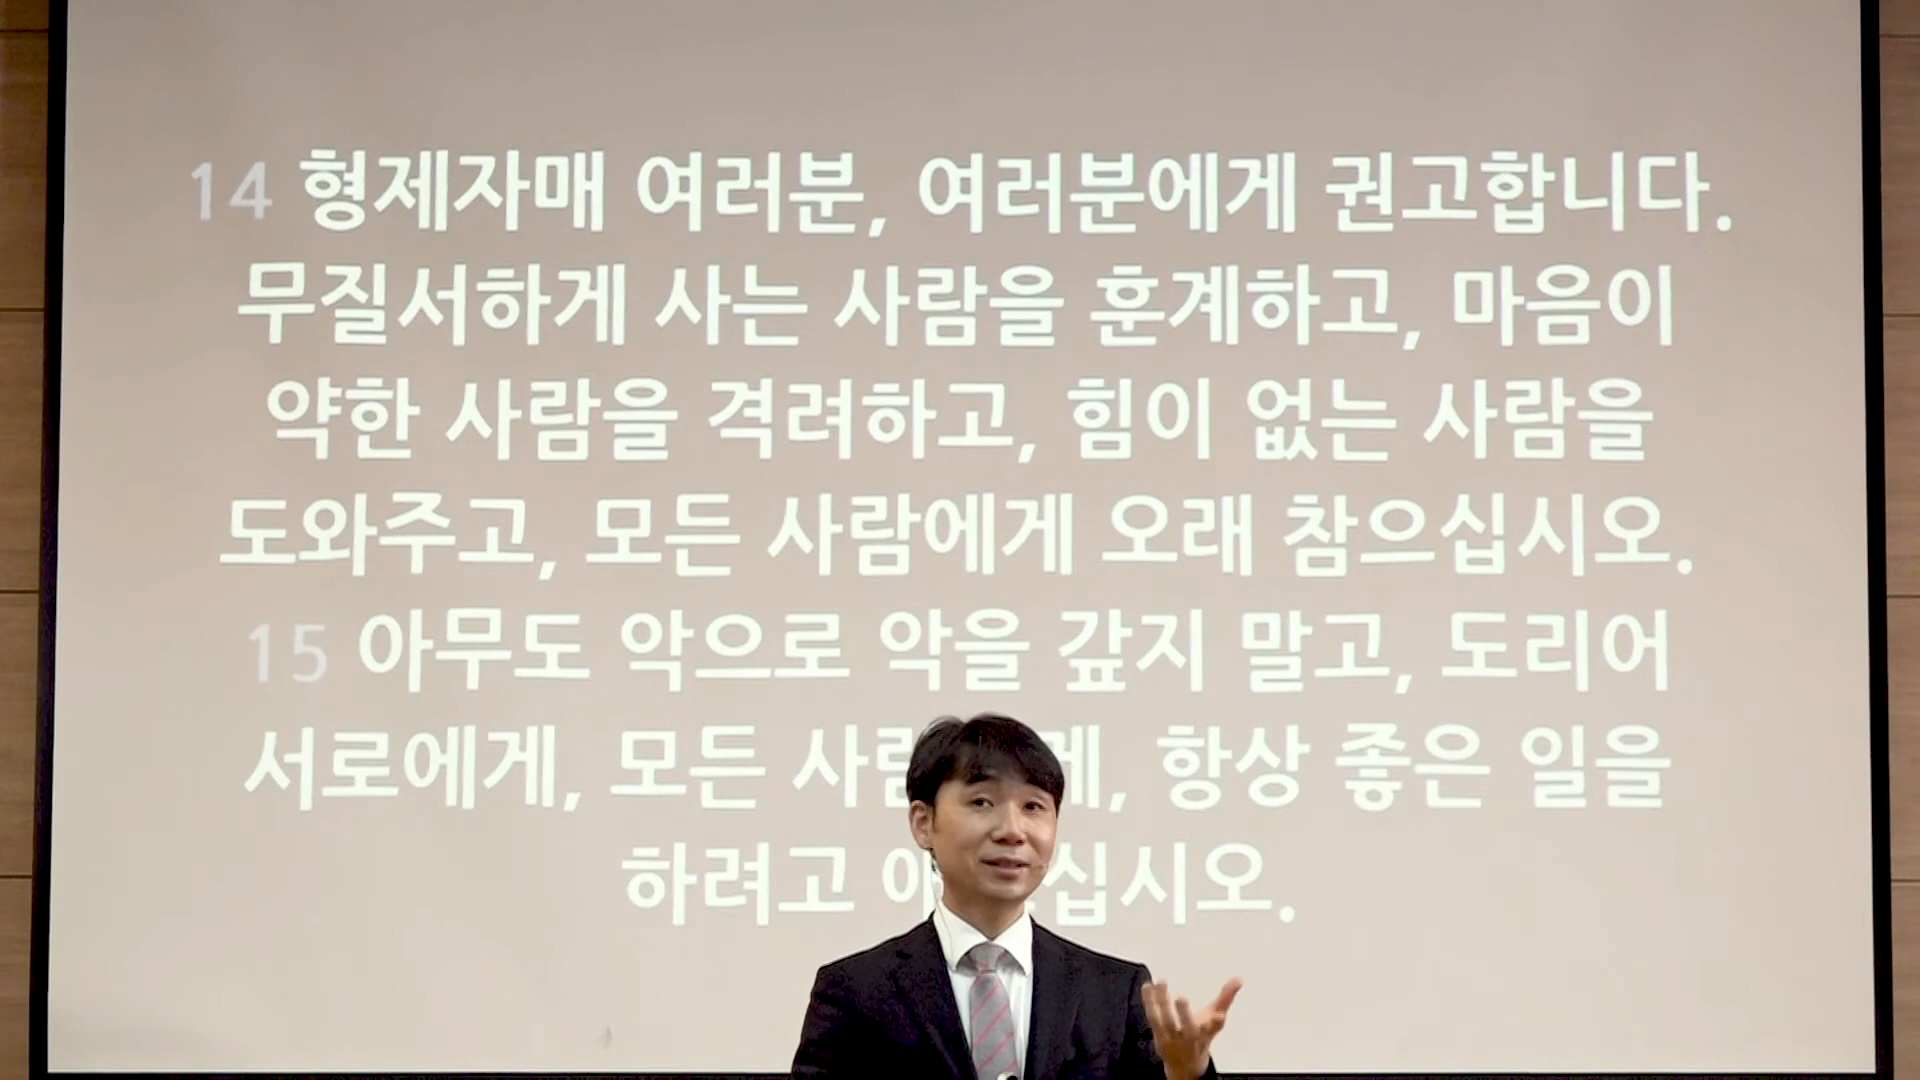 14 형제자매 여러분, 여러분에게 권고합니다.
무질서하게 사는 사람을 훈계하고, 마음이
약한 사람을 격려하고, 힘이 없는 사람을
도와주고, 모든 사람에게 오래 참으십시오.
15 아무도 악으로 악을 갚지 말고, 도리어
서로에게, 모든 항상 좋은 일을
하려고